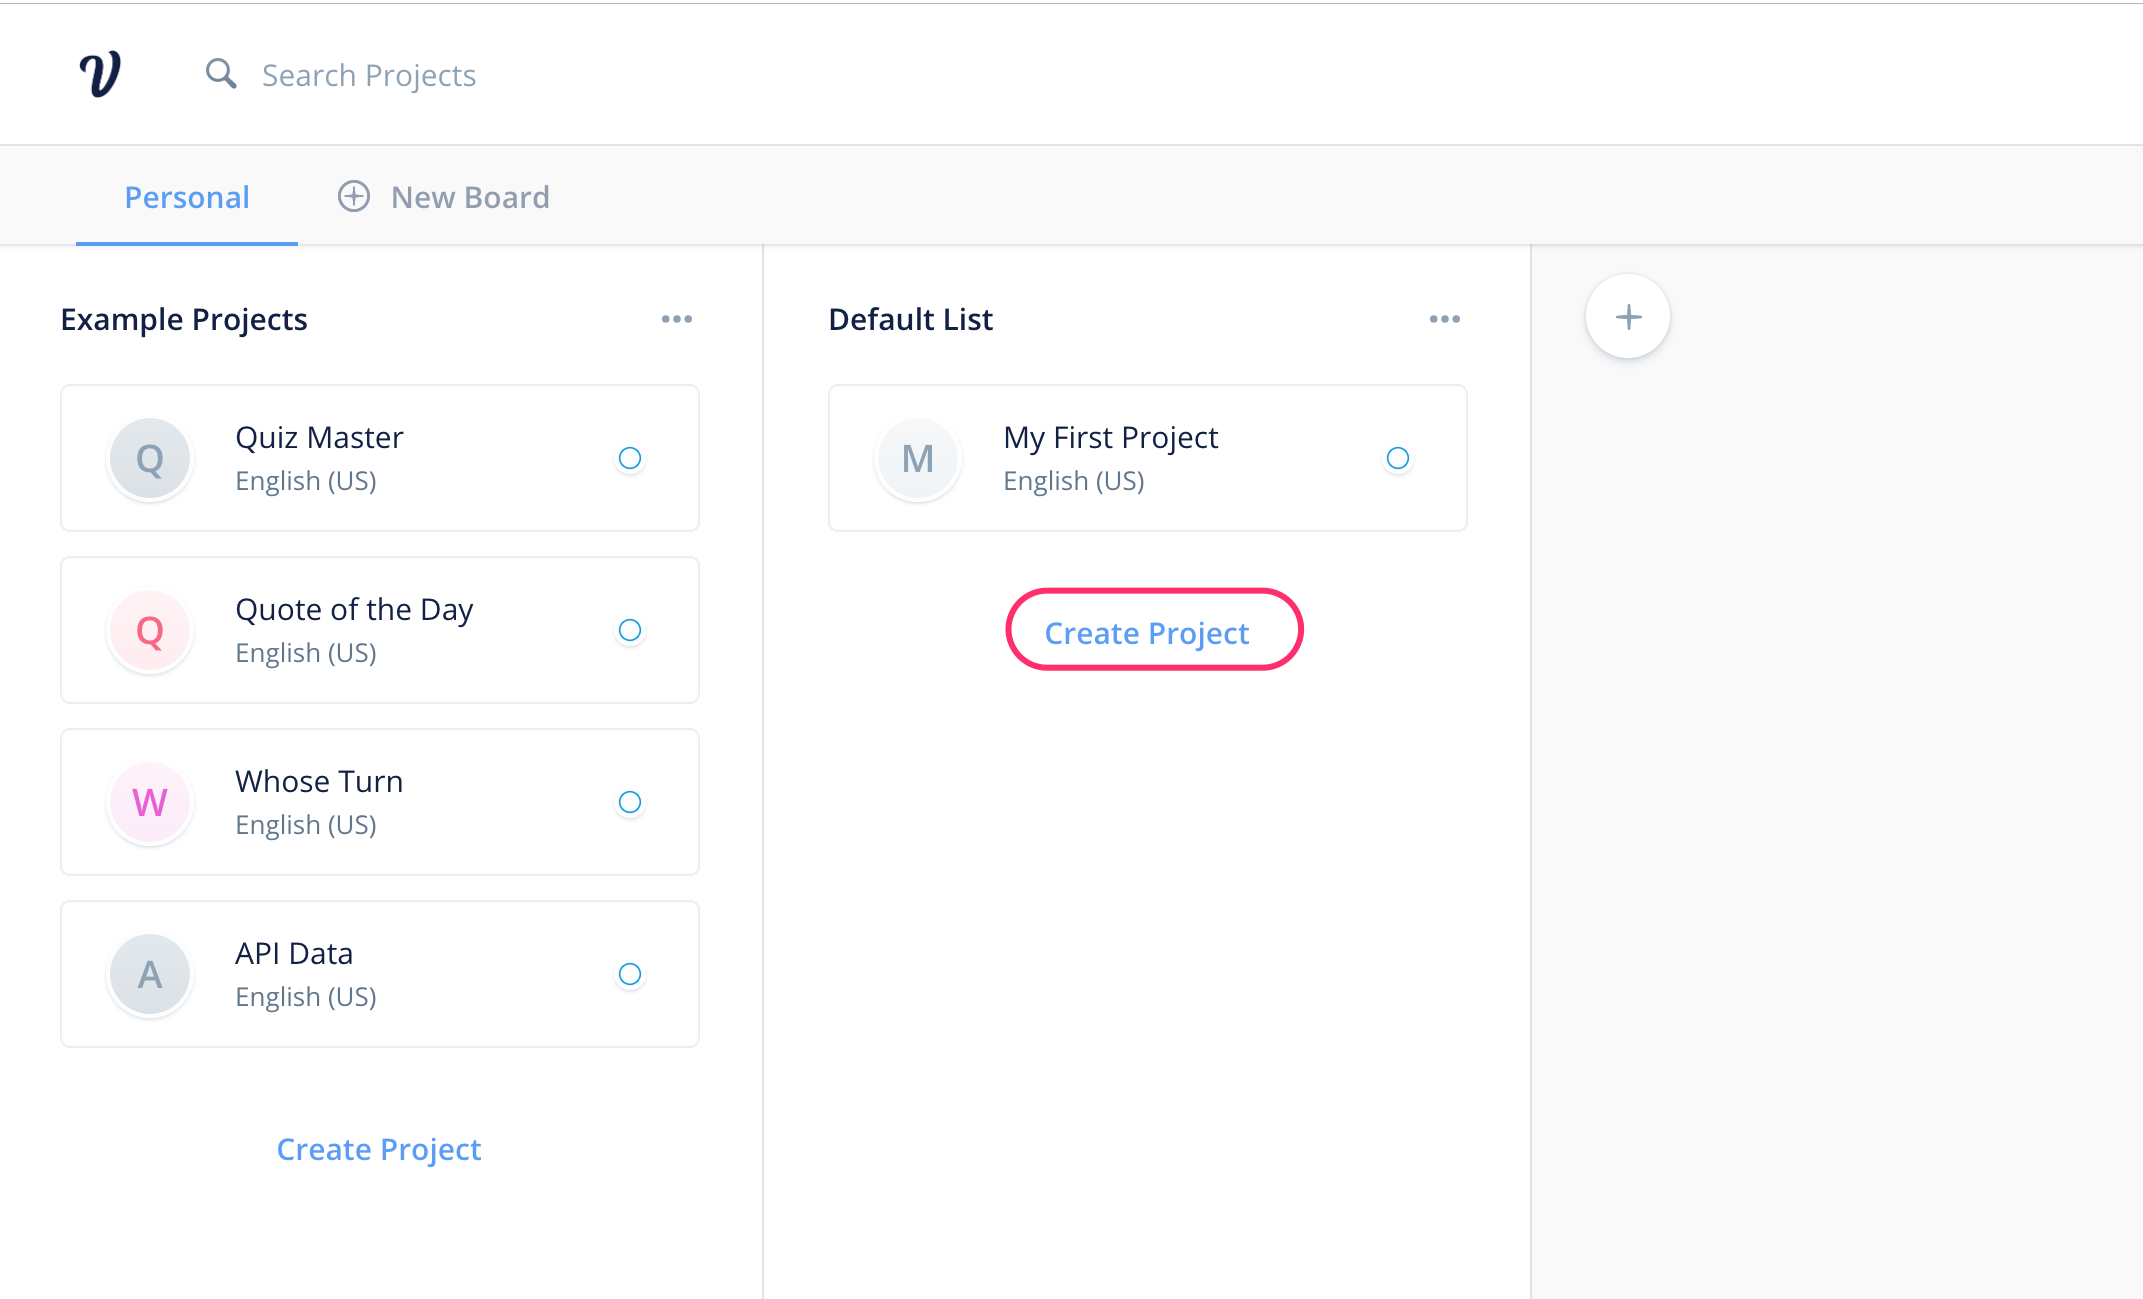 V
Search Projects
Personal
New Board
Example Projects
Q
Quiz Master
English (US)
Q
Quote of the Day
English (US)
W
Whose Turn
English (US)
A
API Data
English (US)
Create Project
Default List
M
My First Project
English (US)
Create Project